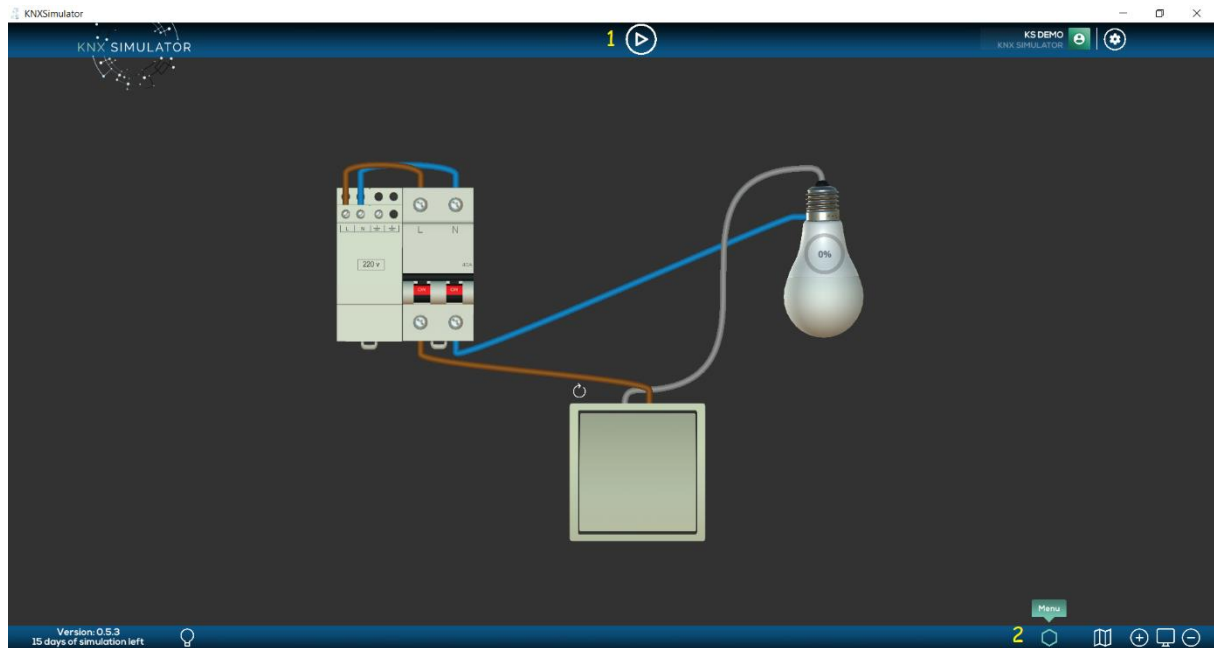 KNXSimulator
KNX SIMULATOR
1
KS DEMO
KNX SIMULATOR
L N
L N
220 v
ON ON
0%
Menu
Version: 0.5.3
15 days of simulation left
2